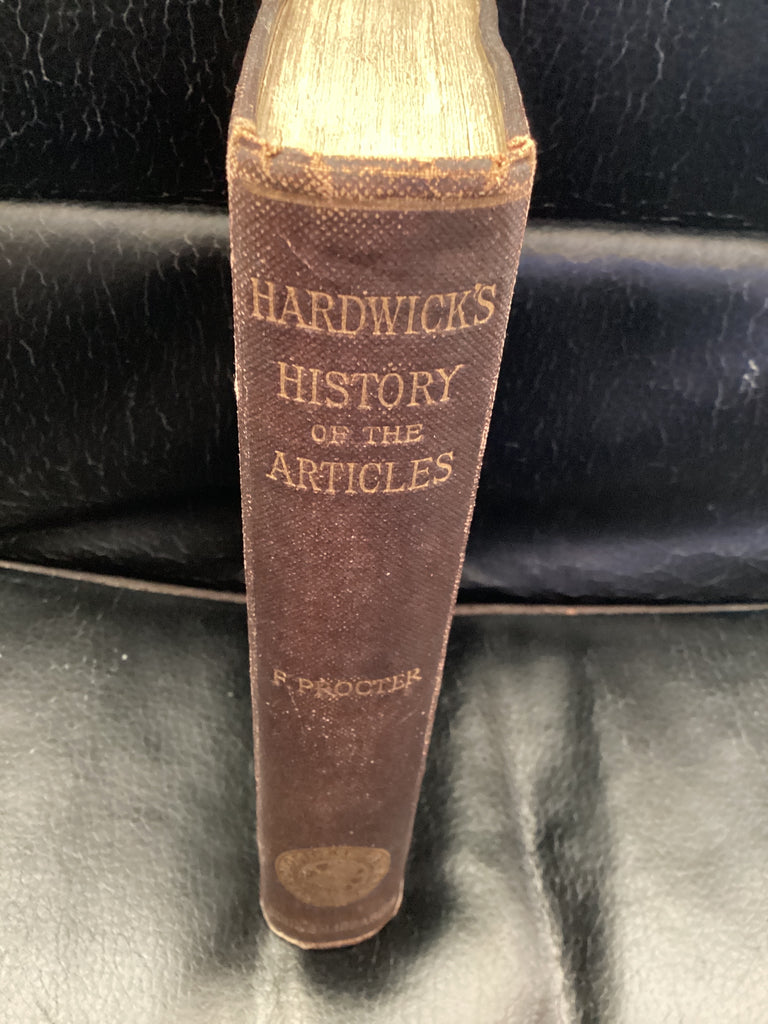 HARDWICK'S
HISTORY
OF THE
ARTICLES
F. PROCTER